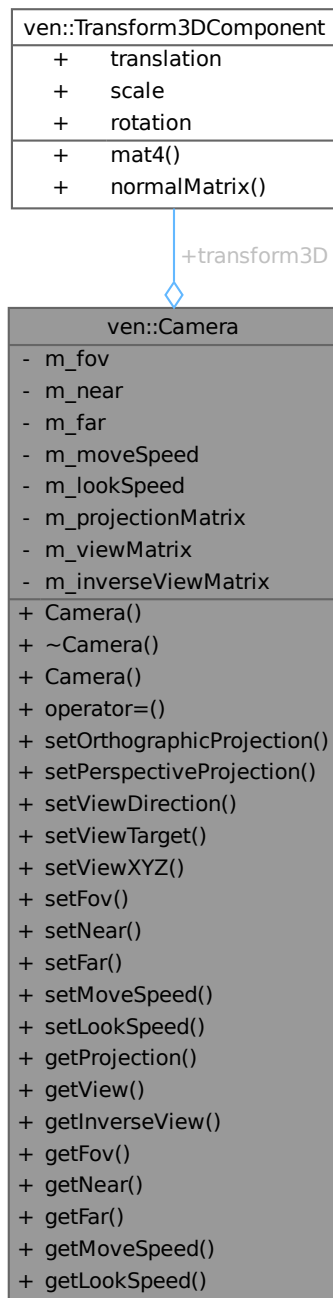 ven::Transform3DComponent
+ translation
+ scale
+ rotation
+ mat4()
+ normalMatrix()
+transform3D
ven::Camera
- m_fov
- m_near
- m_far
- m_moveSpeed
- m_lookSpeed
- m_projectionMatrix
- m_viewMatrix
- m_inverseViewMatrix
+ Camera()
+ ~Camera()
+ Camera()
+ operator=()
+ setOrthographicProjection()
+ setPerspectiveProjection()
+ setViewDirection()
+ setViewTarget()
+ setViewXYZ()
+ setFov()
+ setNear()
+ setFar()
+ setMoveSpeed()
+ setLookSpeed()
+ getProjection()
+ getView()
+ getInverseView()
+ getFov()
+ getNear()
+ getFar()
+ getMoveSpeed()
+ getLookSpeed()